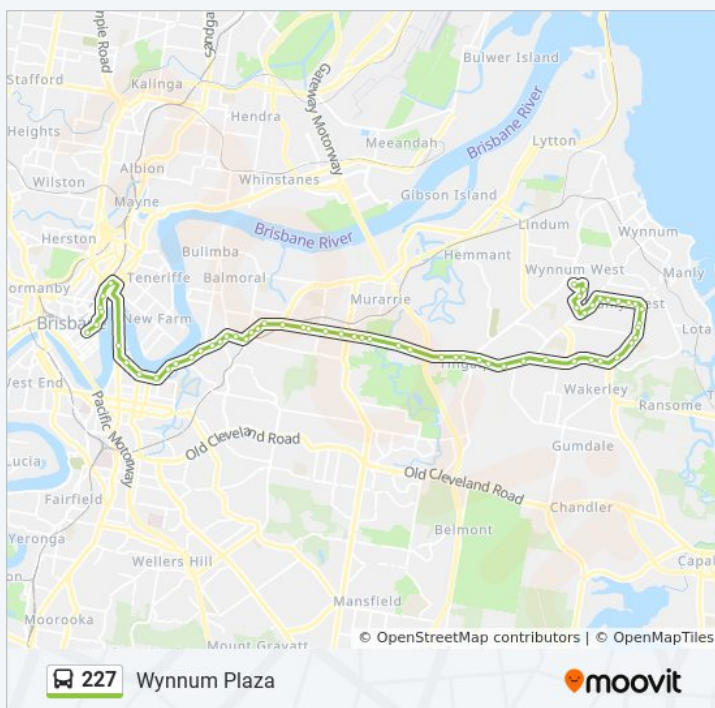 Bulwer Island
Stafford
Kalinga
Gateway Motorway
Hendra
Heights
Meeandah
Brisbane River
Lytton
Albion
Wilston
Whinstanes
Gibson Island
Mayne
Lindum
Wynnum
Herston
Brisbane River
Bulimba
Hemmant
Teneriffe
Balmoral
Wynnum West
Manly
ormanby
Murarrie
New Farm
Brisb
Lota
West End
Wakerley
Ransome
Pacific Motorway
Old Cleveland Road
Gumdale
Lucia
Old Cleveland Road
Fairfield
Chandler
Belmont
Yeronga
Wellers Hill
Capal
Mansfield
Moorooka
Mount Gravatt
© OpenStreetMap contributors | © OpenMapTiles
227 Wynnum Plaza
moovit